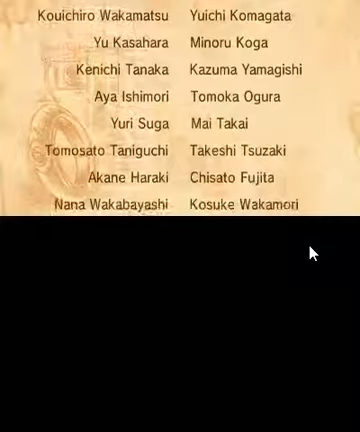 Kouichiro Wakamatsu Yuichi Komagata
Yu Kasahara Minoru Koga
Kenichi Tanaka Kazuma Yamagishi
Aya Ishimori Tomoka Ogura
Yuri Suga Mai Takai
Tomosato Taniguchi Takeshi Tsuzaki
Akane Haraki Chisato Fujita
Nana Wakabayashi Kosuke Wakamori